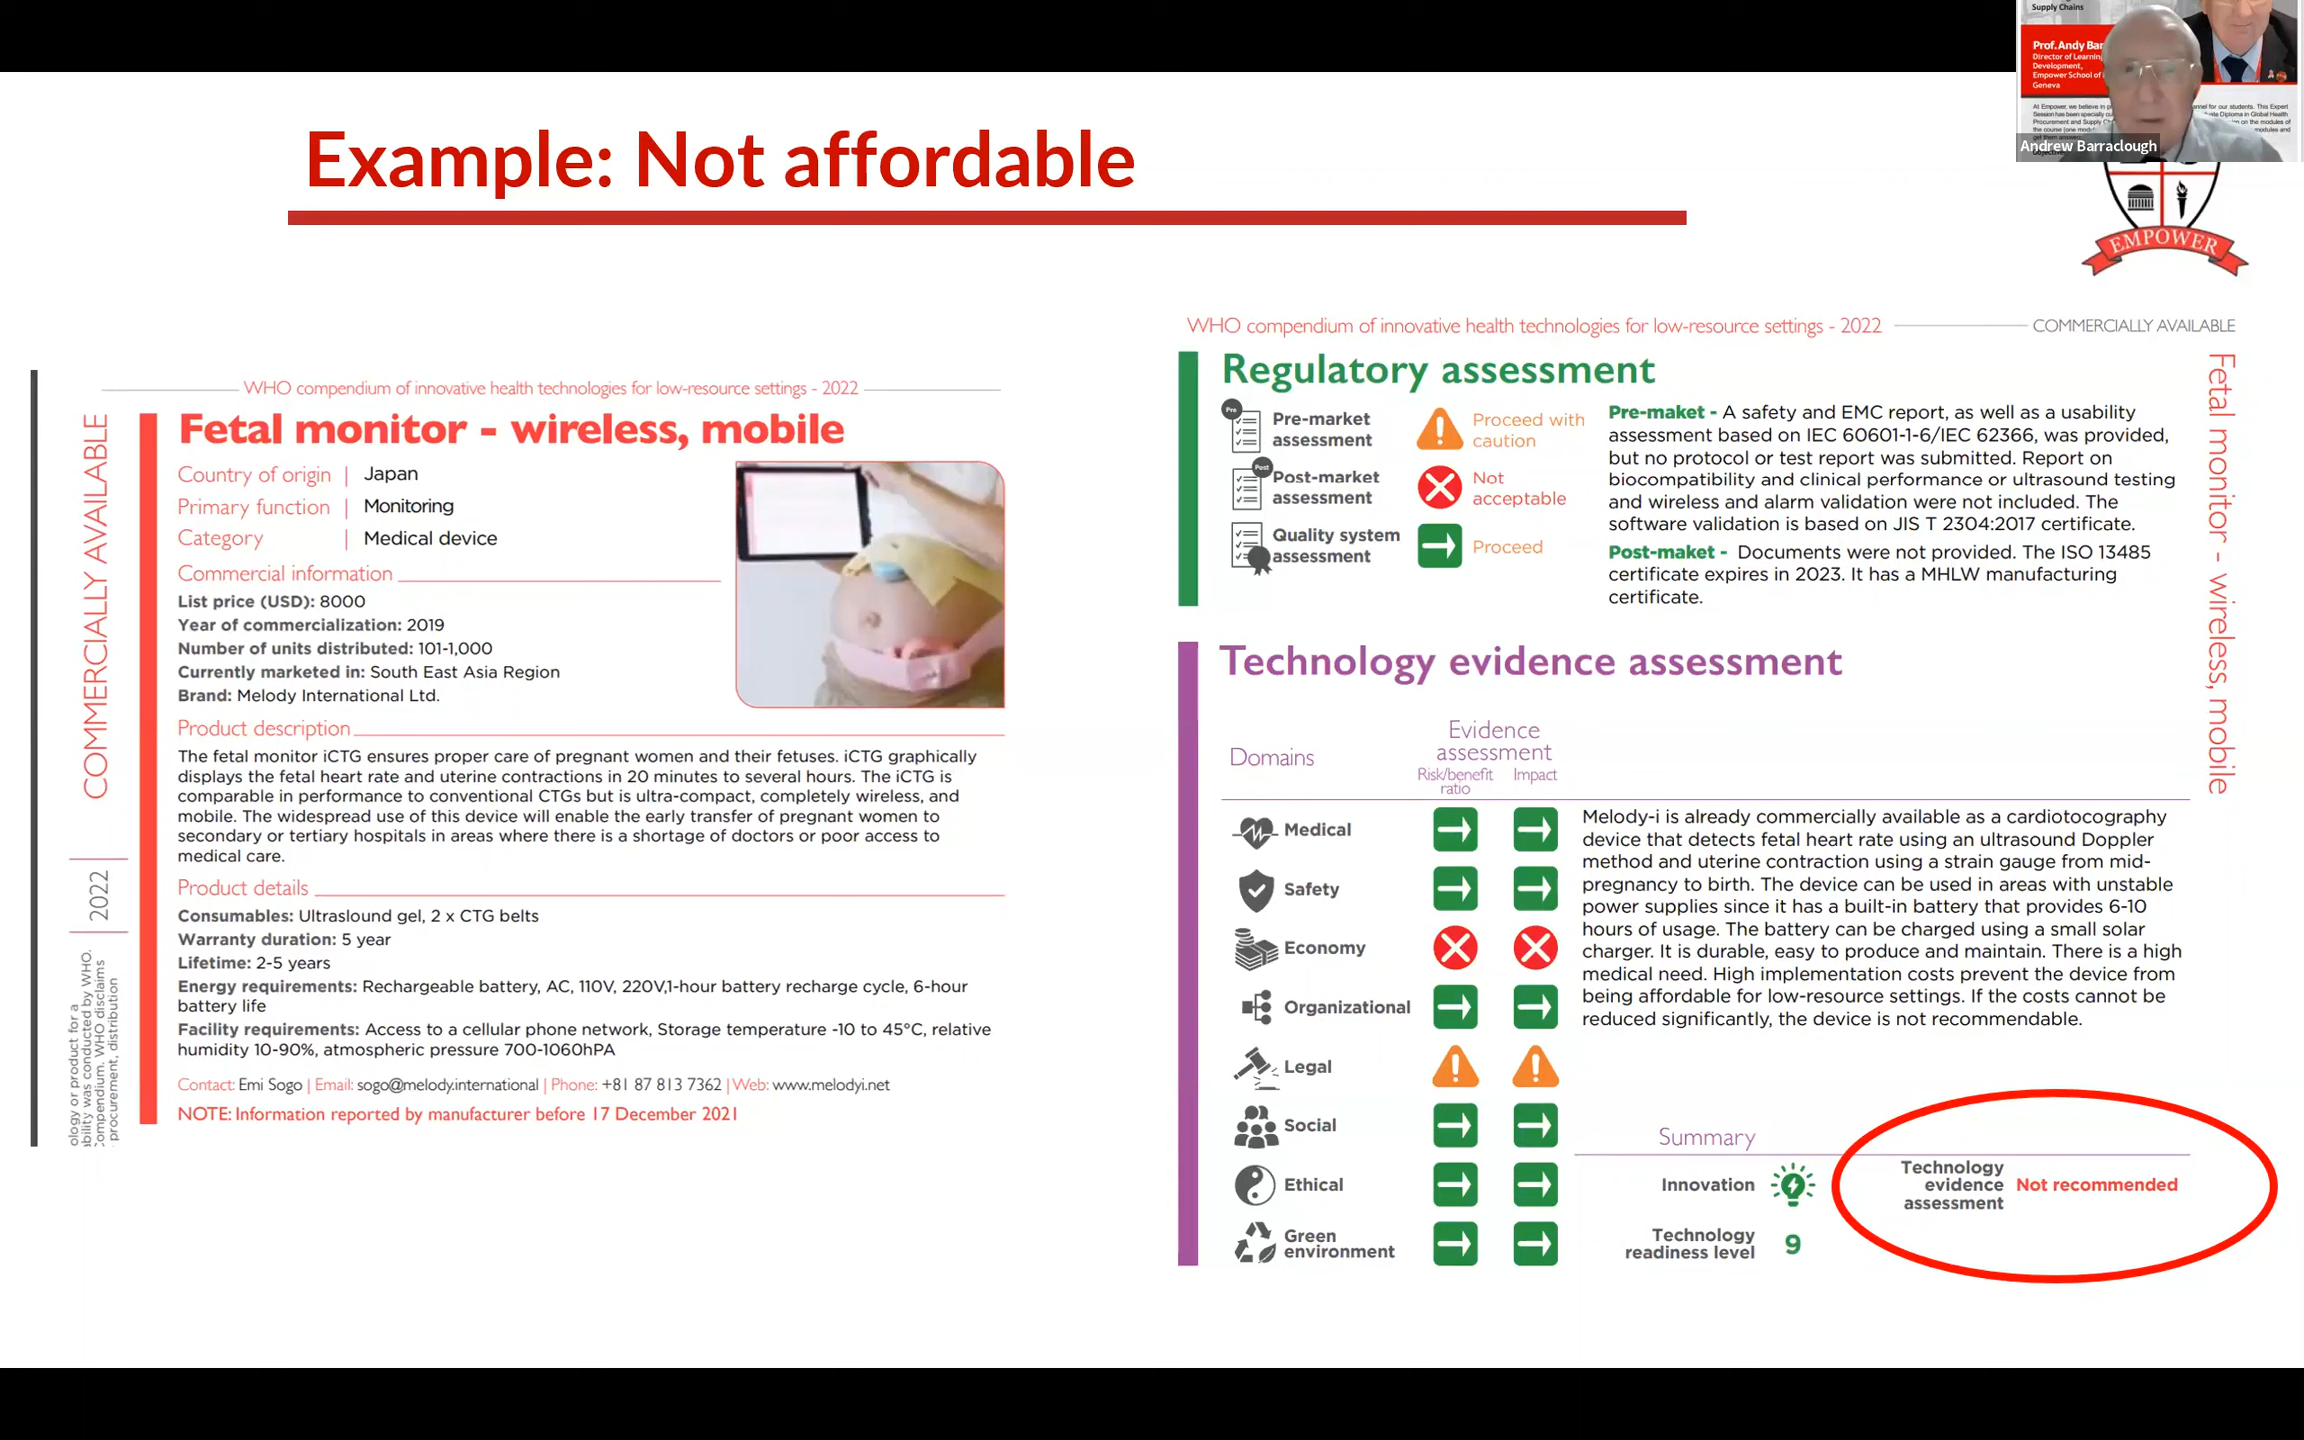 Example: Not affordable
Supply Chains
Prof. Andy Bar
Director of Learnin
Development,
Empower School of
Geneva
Andrew Barraclough
EMPOWER
COMMERCIALLY AVAILABLE
2022
ology or product for a
bility was conducted by WHO.
ompendium. WHO disclaims
procurement, distribution
WHO compendium of innovative health technologies for low-resource settings - 2022
Fetal monitor - wireless, mobile
Country of origin | Japan
Primary function | Monitoring
Category | Medical device
Commercial information
List price (USD): 8000
Year of commercialization: 2019
Number of units distributed: 101-1,000
Currently marketed in: South East Asia Region
Brand: Melody International Ltd.
Product description
The fetal monitor iCTG ensures proper care of pregnant women and their fetuses. iCTG graphically
displays the fetal heart rate and uterine contractions in 20 minutes to several hours. The iCTG is
comparable in performance to conventional CTGs but is ultra-compact, completely wireless, and
mobile. The widespread use of this device will enable the early transfer of pregnant women to
secondary or tertiary hospitals in areas where there is a shortage of doctors or poor access to
medical care.
Product details
Consumables: Ultraslound gel, 2 x CTG belts
Warranty duration: 5 year
Lifetime: 2-5 years
Energy requirements: Rechargeable battery, AC, 110V, 220V,1-hour battery recharge cycle, 6-hour
battery life
Facility requirements: Access to a cellular phone network, Storage temperature -10 to 45°C, relative
humidity 10-90%, atmospheric pressure 700-1060hPA
Contact: Emi Sogo | Email: sogo@melody.international | Phone: +81 87 813 7362 | Web: www.melodyi.net
NOTE: Information reported by manufacturer before 17 December 2021
WHO compendium of innovative health technologies for low-resource settings - 2022
COMMERCIALLY AVAILABLE
Fetal monitor - wireless, mobile
Regulatory assessment
Pre
Pre-market
assessment
Proceed with
caution
Post
Post-market
assessment
Not
acceptable
Quality system
assessment
Proceed
Pre-maket - A safety and EMC report, as well as a usability
assessment based on IEC 60601-1-6/IEC 62366, was provided,
but no protocol or test report was submitted. Report on
biocompatibility and clinical performance or ultrasound testing
and wireless and alarm validation were not included. The
software validation is based on JIS T 2304:2017 certificate.
Post-maket - Documents were not provided. The ISO 13485
certificate expires in 2023. It has a MHLW manufacturing
certificate.
Technology evidence assessment
Domains
Evidence
assessment
Risk/benefit
ratio
Impact
Medical
Safety
Economy
Organizational
Legal
Social
Ethical
Green
environment
Melody-i is already commercially available as a cardiotocography
device that detects fetal heart rate using an ultrasound Doppler
method and uterine contraction using a strain gauge from mid-
pregnancy to birth. The device can be used in areas with unstable
power supplies since it has a built-in battery that provides 6-10
hours of usage. The battery can be charged using a small solar
charger. It is durable, easy to produce and maintain. There is a high
medical need. High implementation costs prevent the device from
being affordable for low-resource settings. If the costs cannot be
reduced significantly, the device is not recommendable.
Summary
Innovation
Technology
readiness level
9
Technology
evidence
assessment
Not recommended